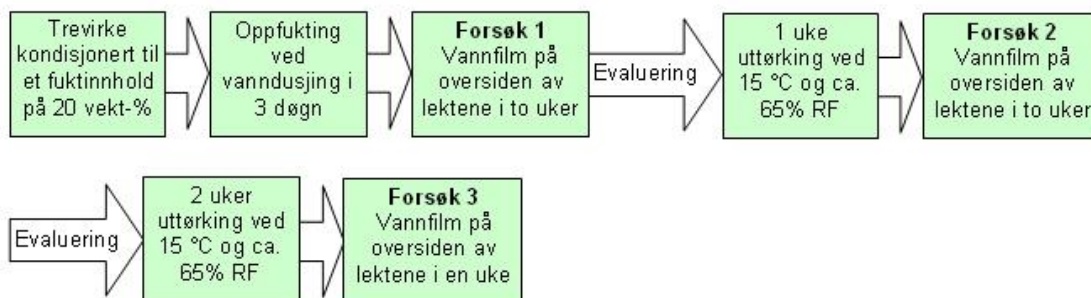 Trevirke
kondisjonert til
et fuktinnhold
på 20 vekt-%
Oppfukting
ved
vanndusjing i
3 døgn
Forsøk 1
Vannfilm på
oversiden av
lektene i to uker
Evaluering
1 uke
uttørking ved
15 °C og ca.
65% RF
Forsøk 2
Vannfilm på
oversiden av
lektene i to uker
Evaluering
2 uker
uttørking ved
15 °C og ca.
65% RF
Forsøk 3
Vannfilm på
oversiden av
lektene i en uke